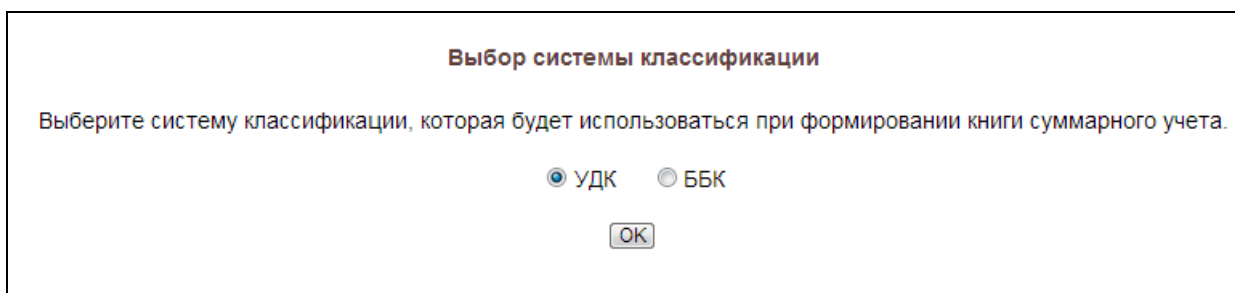 Выбор системы классификации
Выберите систему классификации, которая будет использоваться при формировании книги суммарного учета.
УДК ББК
OK